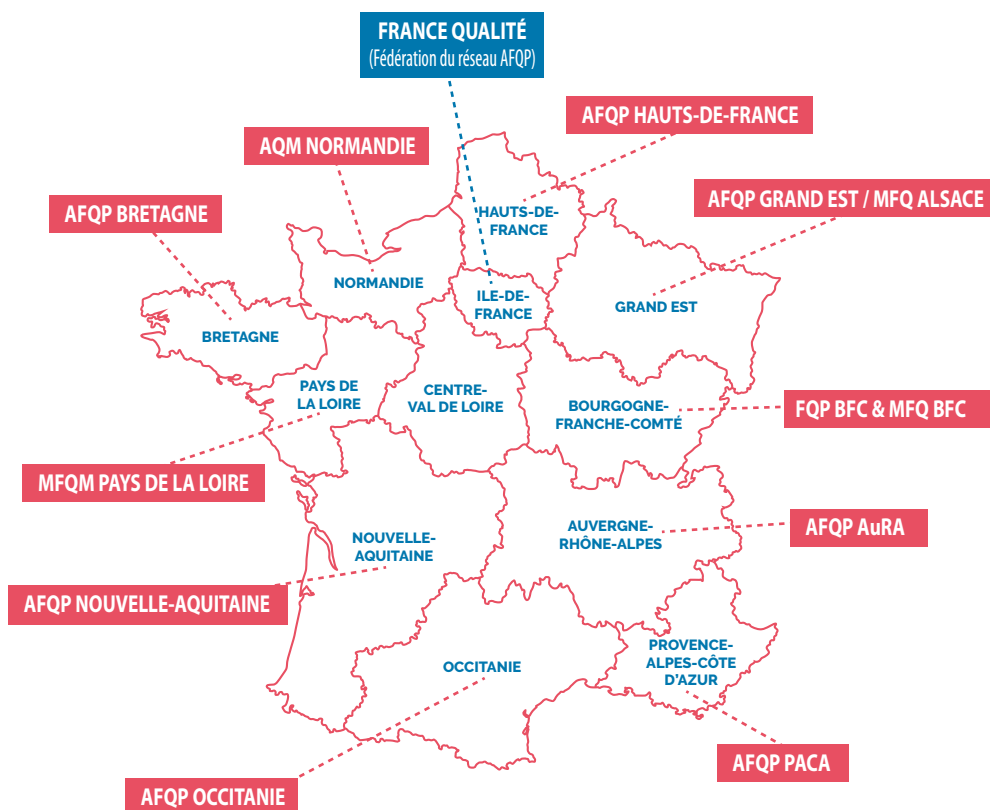 FRANCE QUALITÉ
(Fédération du réseau AFQP)
AFQP HAUTS-DE-FRANCE
AQM NORMANDIE
AFQP GRAND EST / MFQ ALSACE
AFQP BRETAGNE
HAUTS-DE-
FRANCE
NORMANDIE
ILE-DE-
FRANCE
GRAND EST
BRETAGNE
PAYS DE
LA LOIRE
CENTRE-
VAL DE LOIRE
BOURGOGNE-
FRANCHE-COMTÉ
FQP BFC & MFQ BFC
MFQM PAYS DE LA LOIRE
AUVERGNE-
RHÔNE-ALPES
AFQP AuRA
NOUVELLE-
AQUITAINE
AFQP NOUVELLE-AQUITAINE
OCCITANIE
PROVENCE-
ALPES-CÔTE
D'AZUR
AFQP PACA
AFQP OCCITANIE